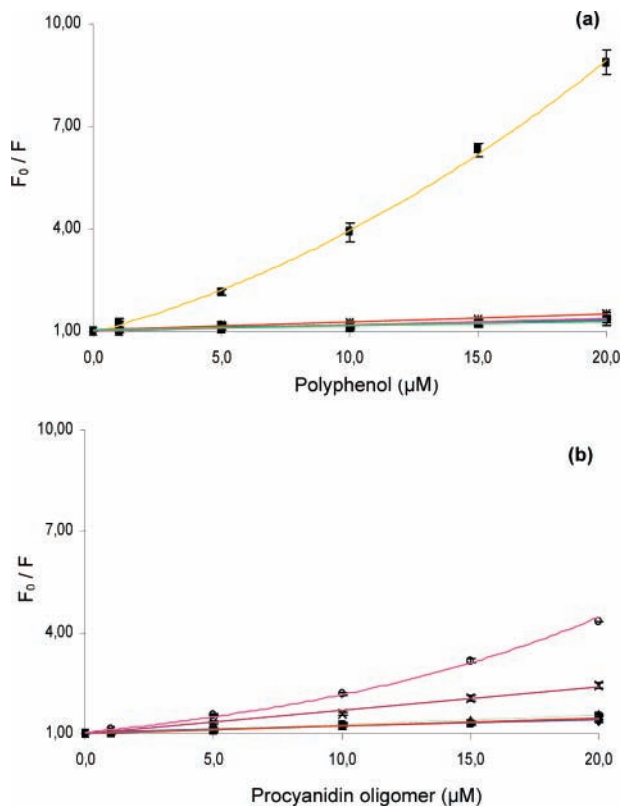 (a)
10,00
7,00
4,00
1,00
F₀ / F
0,0 5,0 10,0 15,0 20,0
Polyphenol (µM)
(b)
10,00
7,00
4,00
1,00
F₀ / F
0,0 5,0 10,0 15,0 20,0
Procyanidin oligomer (µM)